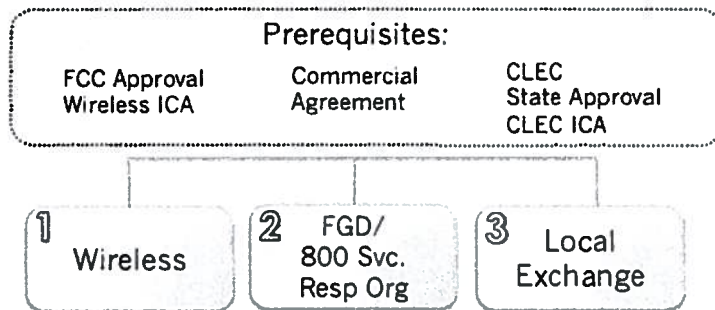 Prerequisites:
FCC Approval
Wireless ICA
Commercial
Agreement
CLEC
State Approval
CLEC ICA
1
Wireless
2
FGD/
800 Svc.
Resp Org
3
Local
Exchange